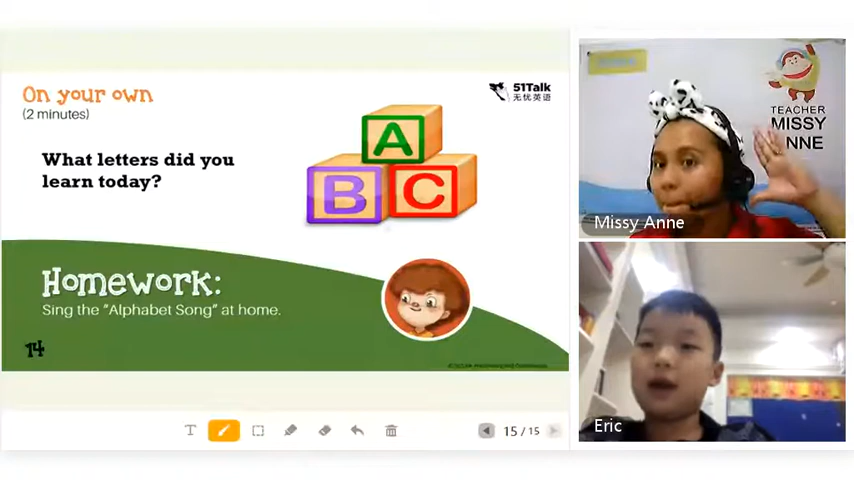 On your own
(2 minutes)
51Talk
无忧英语
What letters did you
learn today?
A
B
C
Homework:
Sing the "Alphabet Song" at home.
14
T
15 / 15
TEACHER
MISSY
NNE
Missy Anne
Eric